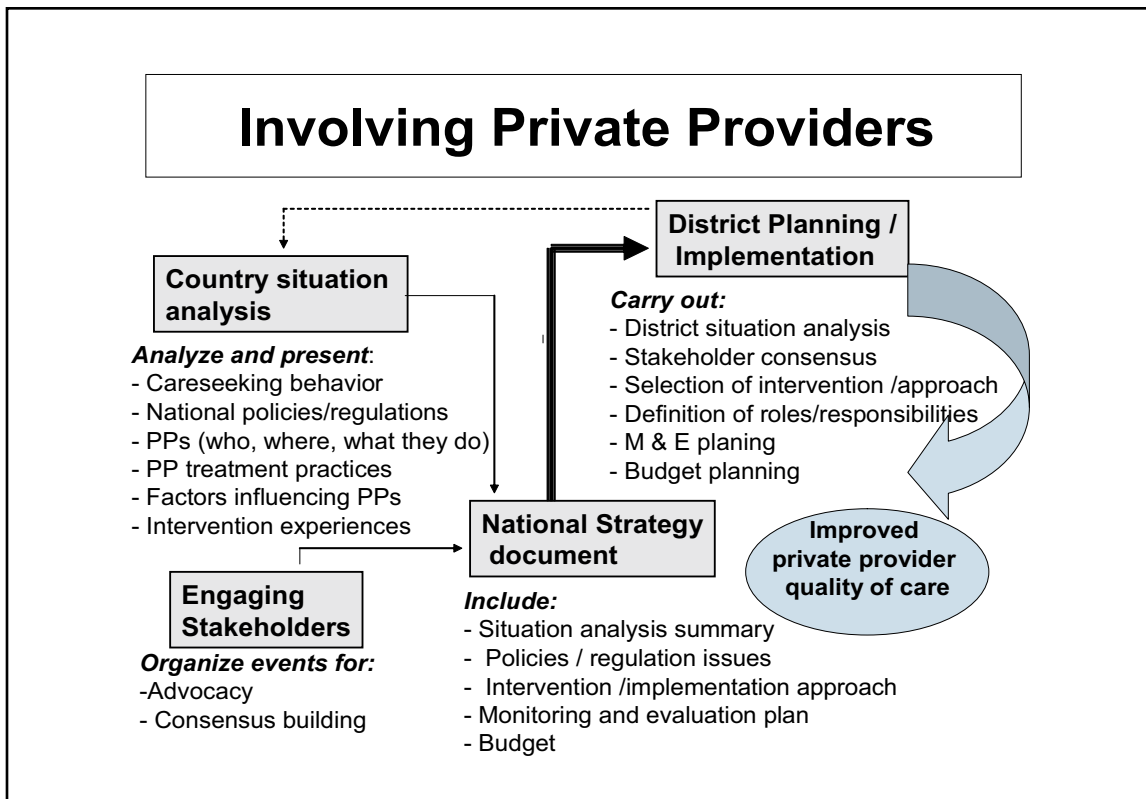 Involving Private Providers
District Planning /
Implementation
Country situation
analysis
Carry out:
- District situation analysis
- Stakeholder consensus
- Selection of intervention /approach
- Definition of roles/responsibilities
- M & E planing
- Budget planning
Analyze and present:
- Careseeking behavior
- National policies/regulations
- PPs (who, where, what they do)
- PP treatment practices
- Factors influencing PPs
- Intervention experiences
National Strategy
document
Improved
private provider
quality of care
Engaging
Stakeholders
Include:
- Situation analysis summary
- Policies / regulation issues
- Intervention /implementation approach
- Monitoring and evaluation plan
- Budget
Organize events for:
-Advocacy
- Consensus building